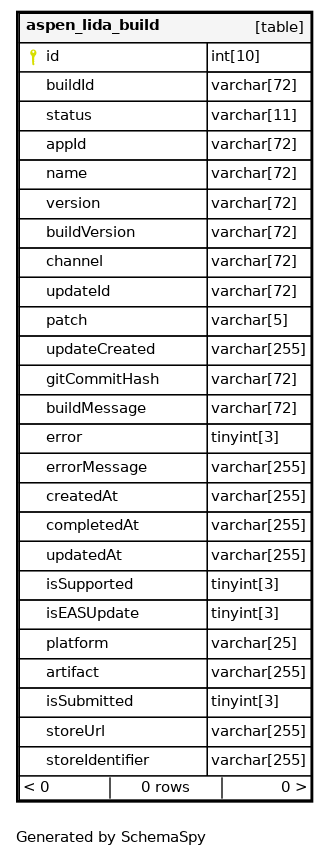 aspen_lida_build [table]
id int[10]
buildId varchar[72]
status varchar[11]
appId varchar[72]
name varchar[72]
version varchar[72]
buildVersion varchar[72]
channel varchar[72]
updateId varchar[72]
patch varchar[5]
updateCreated varchar[255]
gitCommitHash varchar[72]
buildMessage varchar[72]
error tinyint[3]
errorMessage varchar[255]
createdAt varchar[255]
completedAt varchar[255]
updatedAt varchar[255]
isSupported tinyint[3]
isEASUpdate tinyint[3]
platform varchar[25]
artifact varchar[255]
isSubmitted tinyint[3]
storeUrl varchar[255]
storeIdentifier varchar[255]
< 0 0 rows 0 >
Generated by SchemaSpy